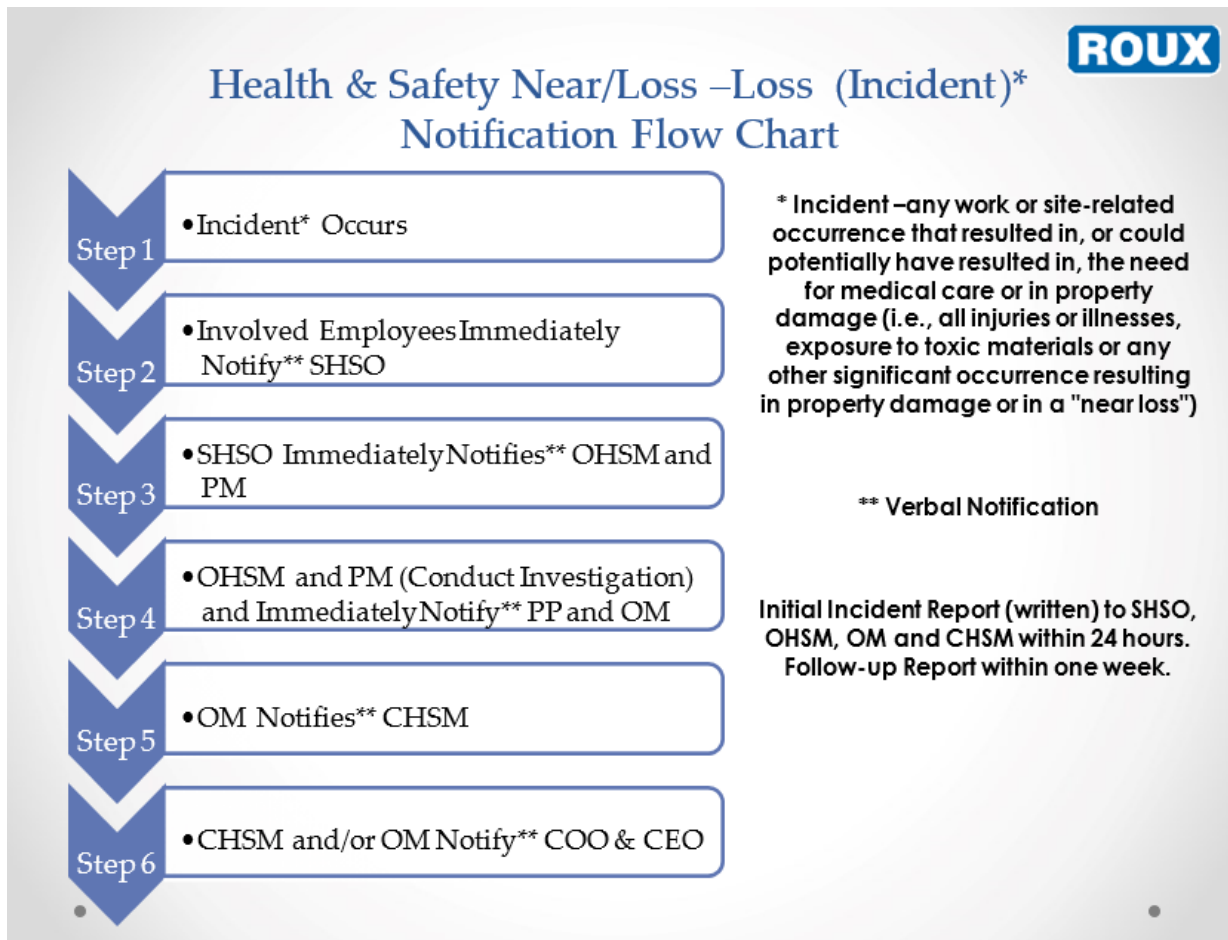 ROUX
Health & Safety Near/Loss –Loss (Incident)*
Notification Flow Chart
Step 1
•Incident* Occurs
Step 2
•Involved Employees Immediately
Notify** SHSO
Step 3
•SHSO Immediately Notifies** OHSM and
PM
Step 4
•OHSM and PM (Conduct Investigation)
and Immediately Notify** PP and OM
Step 5
•OM Notifies** CHSM
Step 6
•CHSM and/or OM Notify** COO & CEO
* Incident –any work or site-related
occurrence that resulted in, or could
potentially have resulted in, the need
for medical care or in property
damage (i.e., all injuries or illnesses,
exposure to toxic materials or any
other significant occurrence resulting
in property damage or in a "near loss")
** Verbal Notification
Initial Incident Report (written) to SHSO,
OHSM, OM and CHSM within 24 hours.
Follow-up Report within one week.